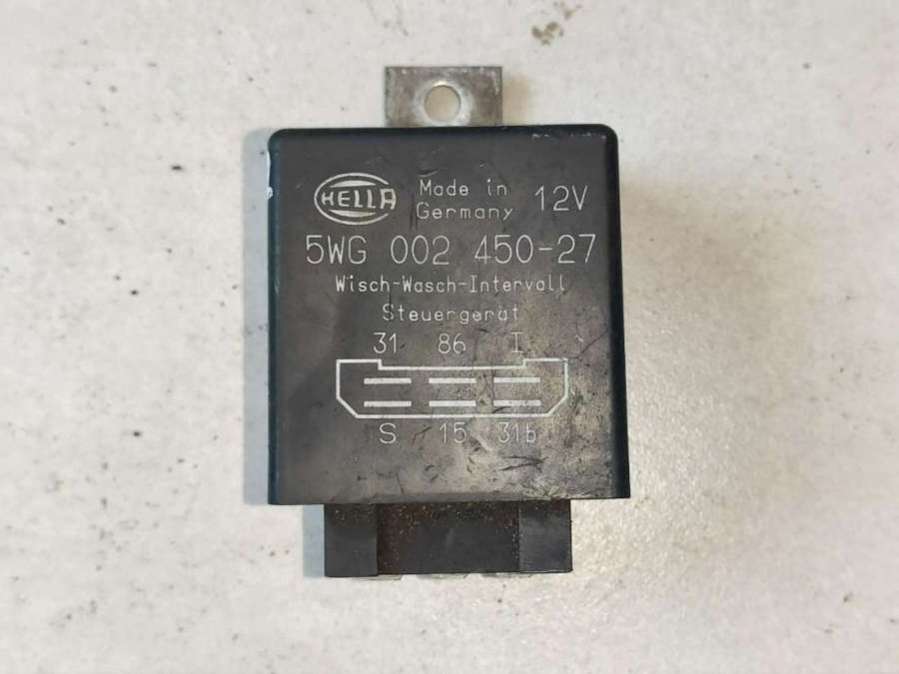 HELLA Made in Germany 12V
5WG 002 450-27
Wisch-Wasch-Intervall
Steuergerät
31 86 I
S 15 31b